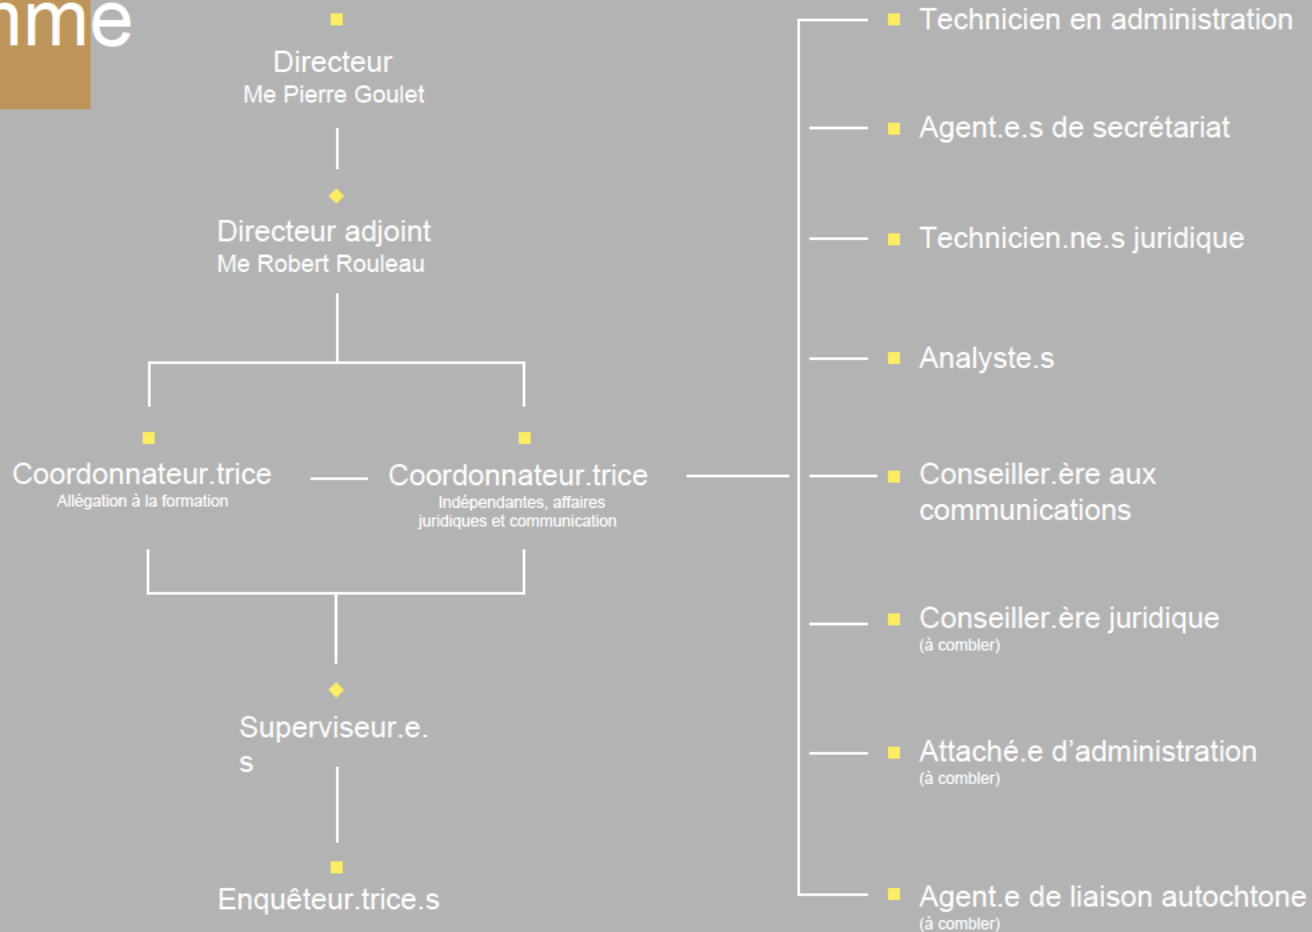 Directeur
Me Pierre Goulet
Directeur adjoint
Me Robert Rouleau
Coordonnateur.trice
Allégation à la formation
Coordonnateur.trice
Indépendantes, affaires
juridiques et communication
Superviseur.e.
s
Enquêteur.trice.s
Technicien en administration
Agent.e.s de secrétariat
Technicien.ne.s juridique
Analyste.s
Conseiller.ère aux
communications
Conseiller.ère juridique
(à combler)
Attaché.e d’administration
(à combler)
Agent.e de liaison autochtone
(à combler)